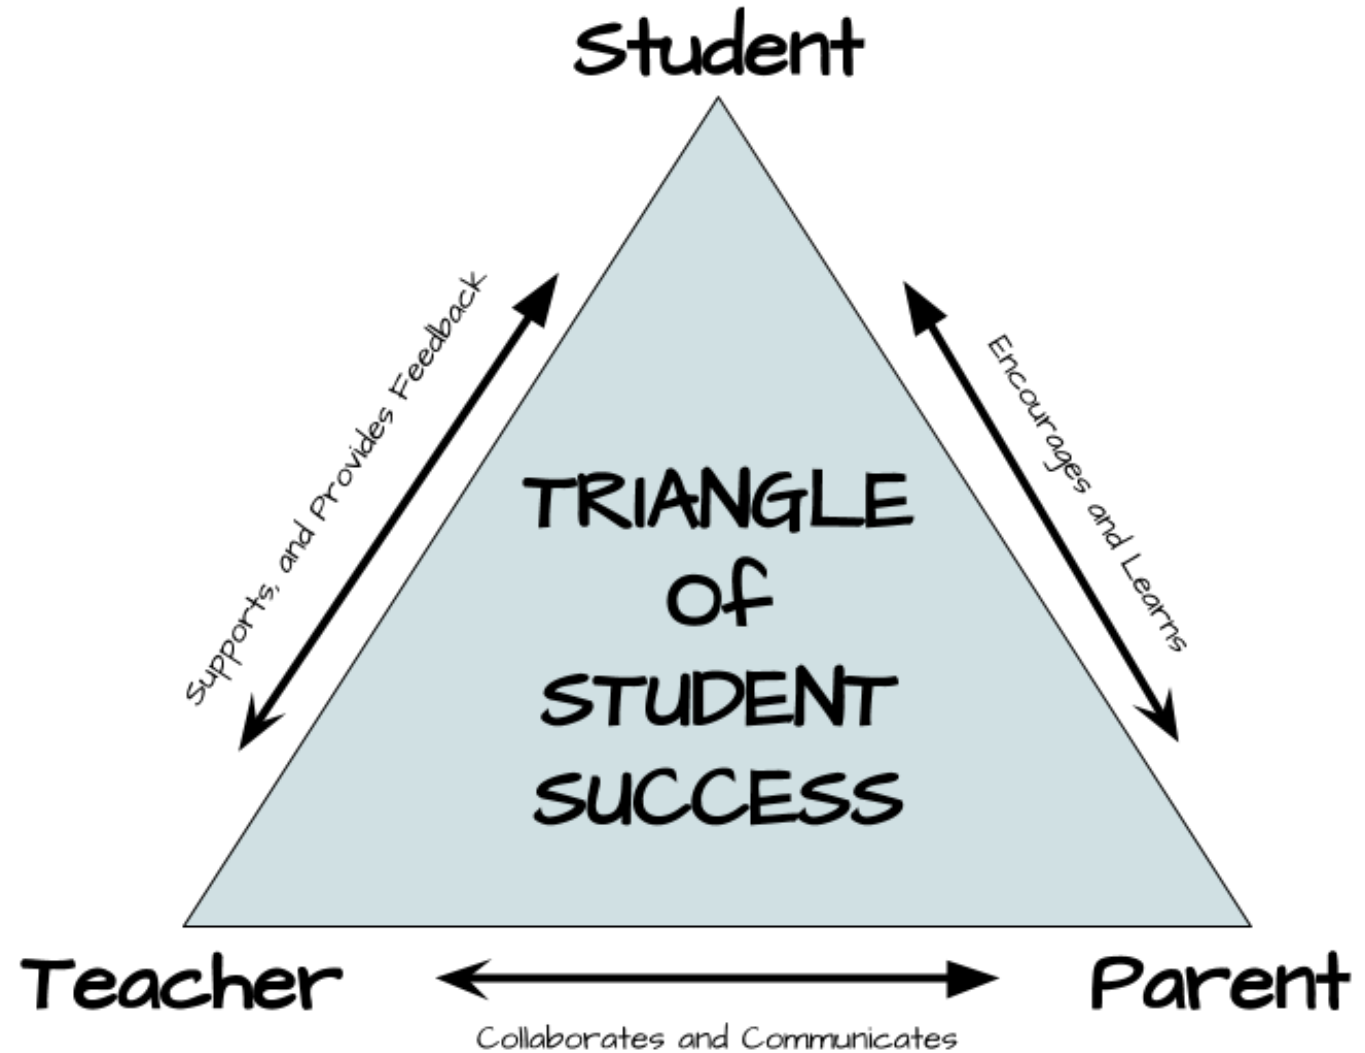 Student
Supports, and Provides Feedback
Encourages and Learns
TRIANGLE
of
STUDENT
SUCCESS
Teacher
Parent
Collaborates and Communicates